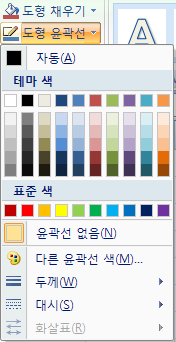 도형 채우기
도형 윤곽선
자동(A)
테마 색
표준 색
윤곽선 없음(N)
다른 윤곽선 색(M)...
두께(W)
대시(S)
화살표(R)